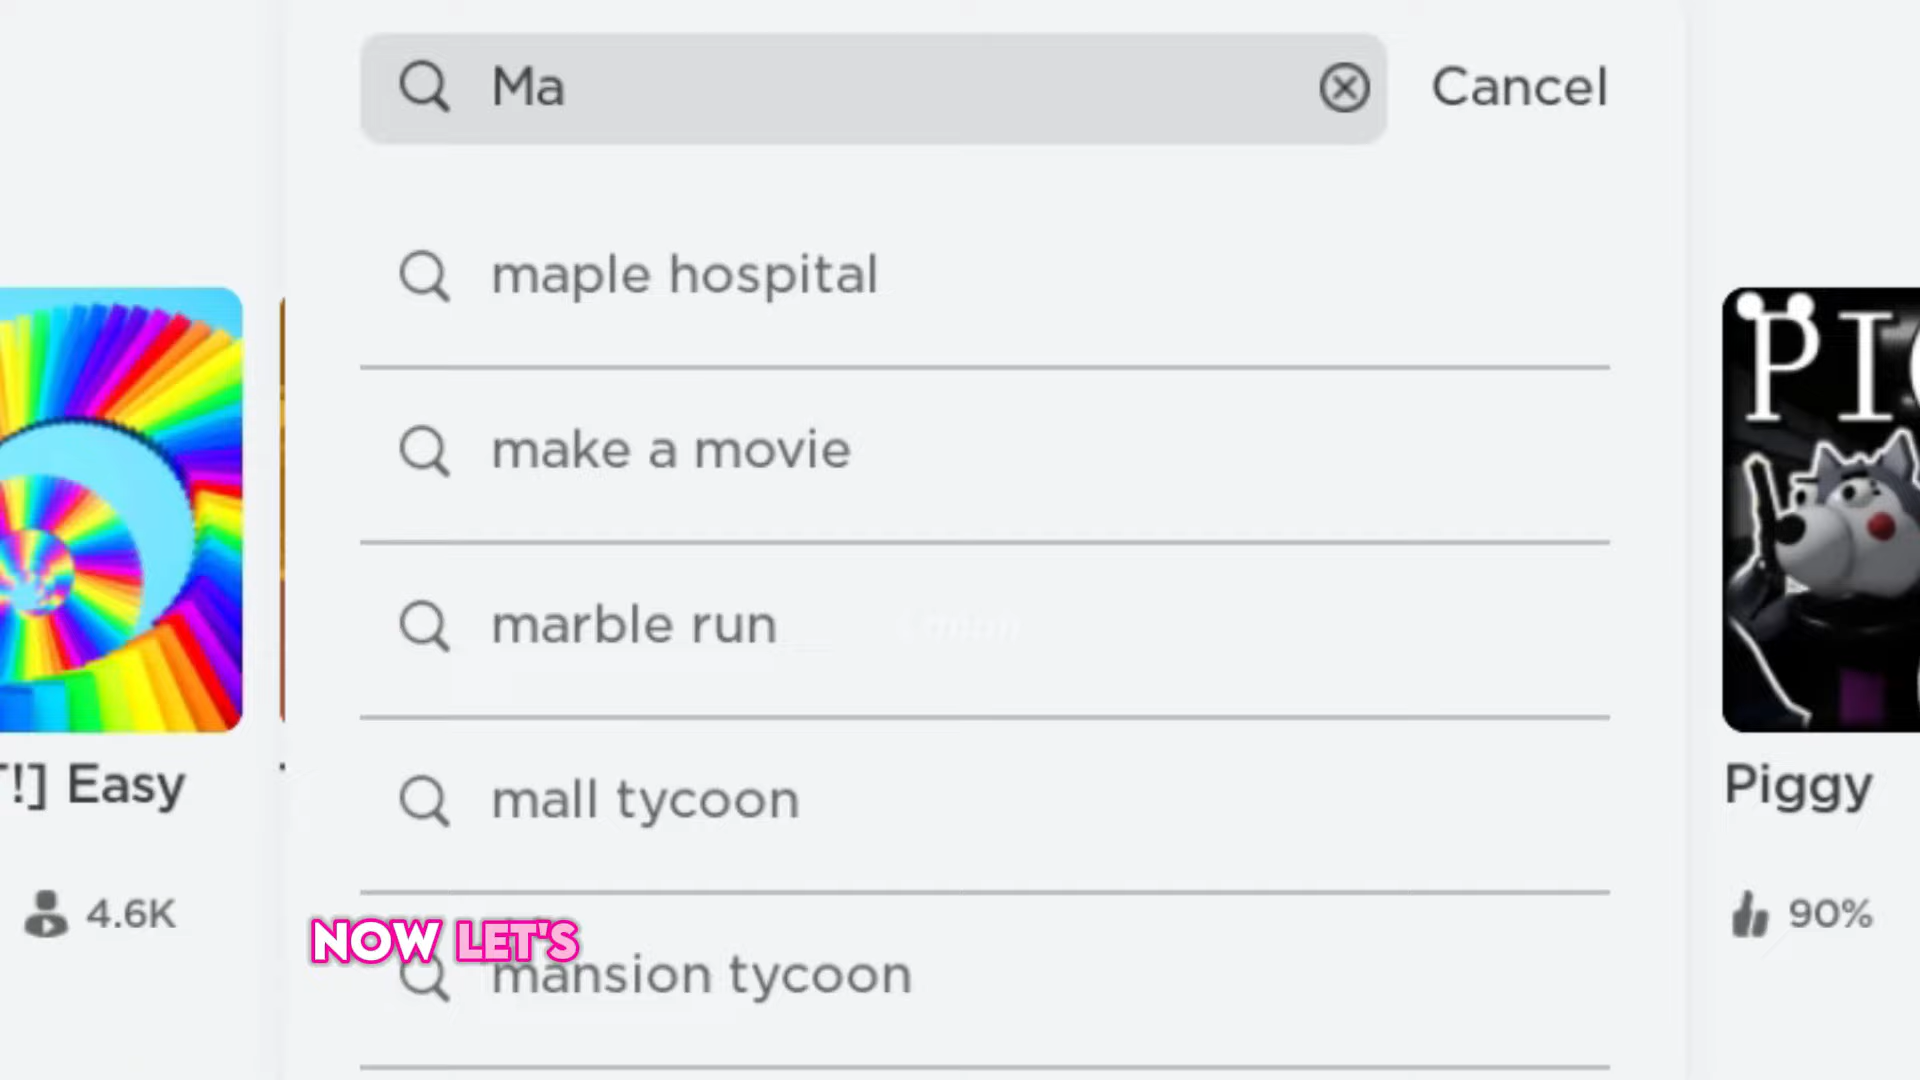 Ma
Cancel
maple hospital
make a movie
marble run
mall tycoon
mansion tycoon
!] Easy
4.6K
PI
Piggy
90%
NOW LET'S